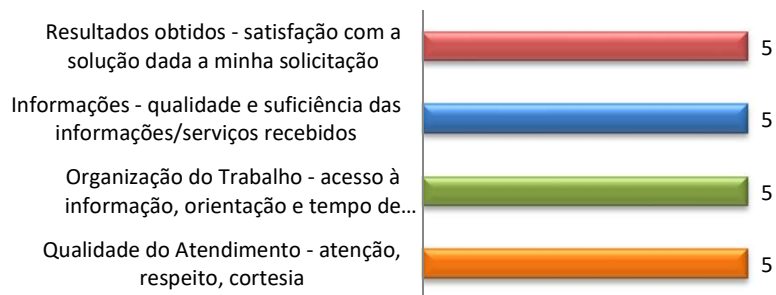 Resultados obtidos - satisfação com a
solução dada a minha solicitação
5
Informações - qualidade e suficiência das
informações/serviços recebidos
5
Organização do Trabalho - acesso à
informação, orientação e tempo de...
5
Qualidade do Atendimento - atenção,
respeito, cortesia
5